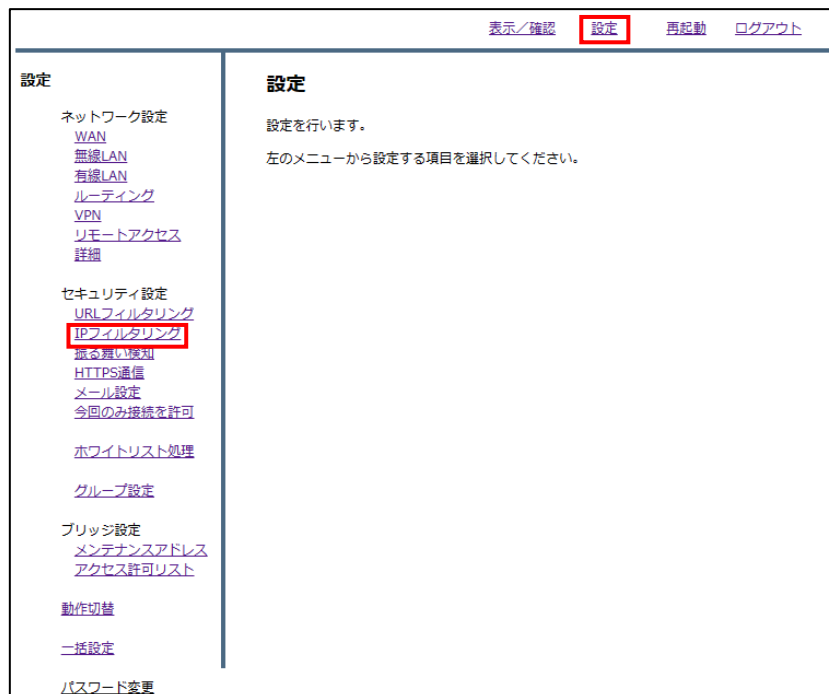 表示／確認 設定 再起動 ログアウト
設定
ネットワーク設定
WAN
無線LAN
有線LAN
ルーティング
VPN
リモートアクセス
詳細
セキュリティ設定
URLフィルタリング
IPフィルタリング
振る舞い検知
HTTPS通信
メール設定
今回のみ接続を許可
ホワイトリスト処理
グループ設定
ブリッジ設定
メンテナンスアドレス
アクセス許可リスト
動作切替
一括設定
パスワード変更
設定
設定を行います。
左のメニューから設定する項目を選択してください。